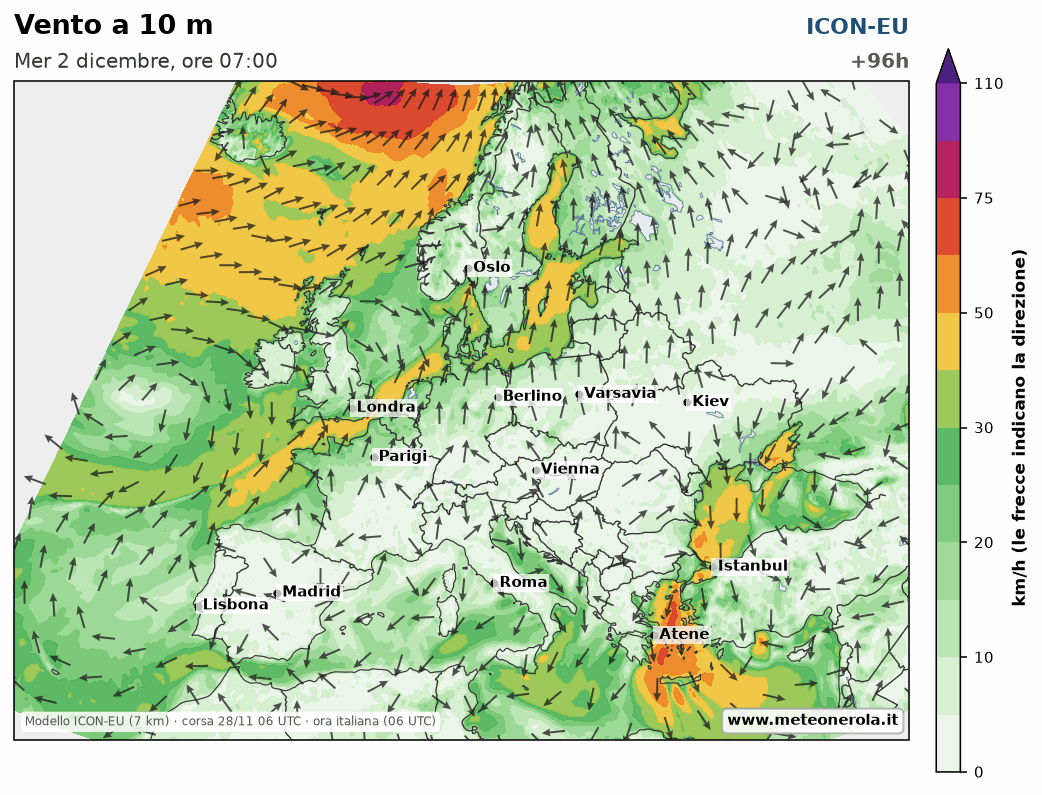 Vento a 10 m
ICON-EU
Mer 2 dicembre, ore 07:00
+96h
110
75
50
30
20
10
0
km/h (le frecce indicano la direzione)
Oslo
Berlino
Varsavia
Kiev
Londra
Parigi
Vienna
Istanbul
Roma
Madrid
Lisbona
Atene
Modello ICON-EU (7 km) · corsa 28/11 06 UTC · ora italiana (06 UTC)
www.meteonerola.it